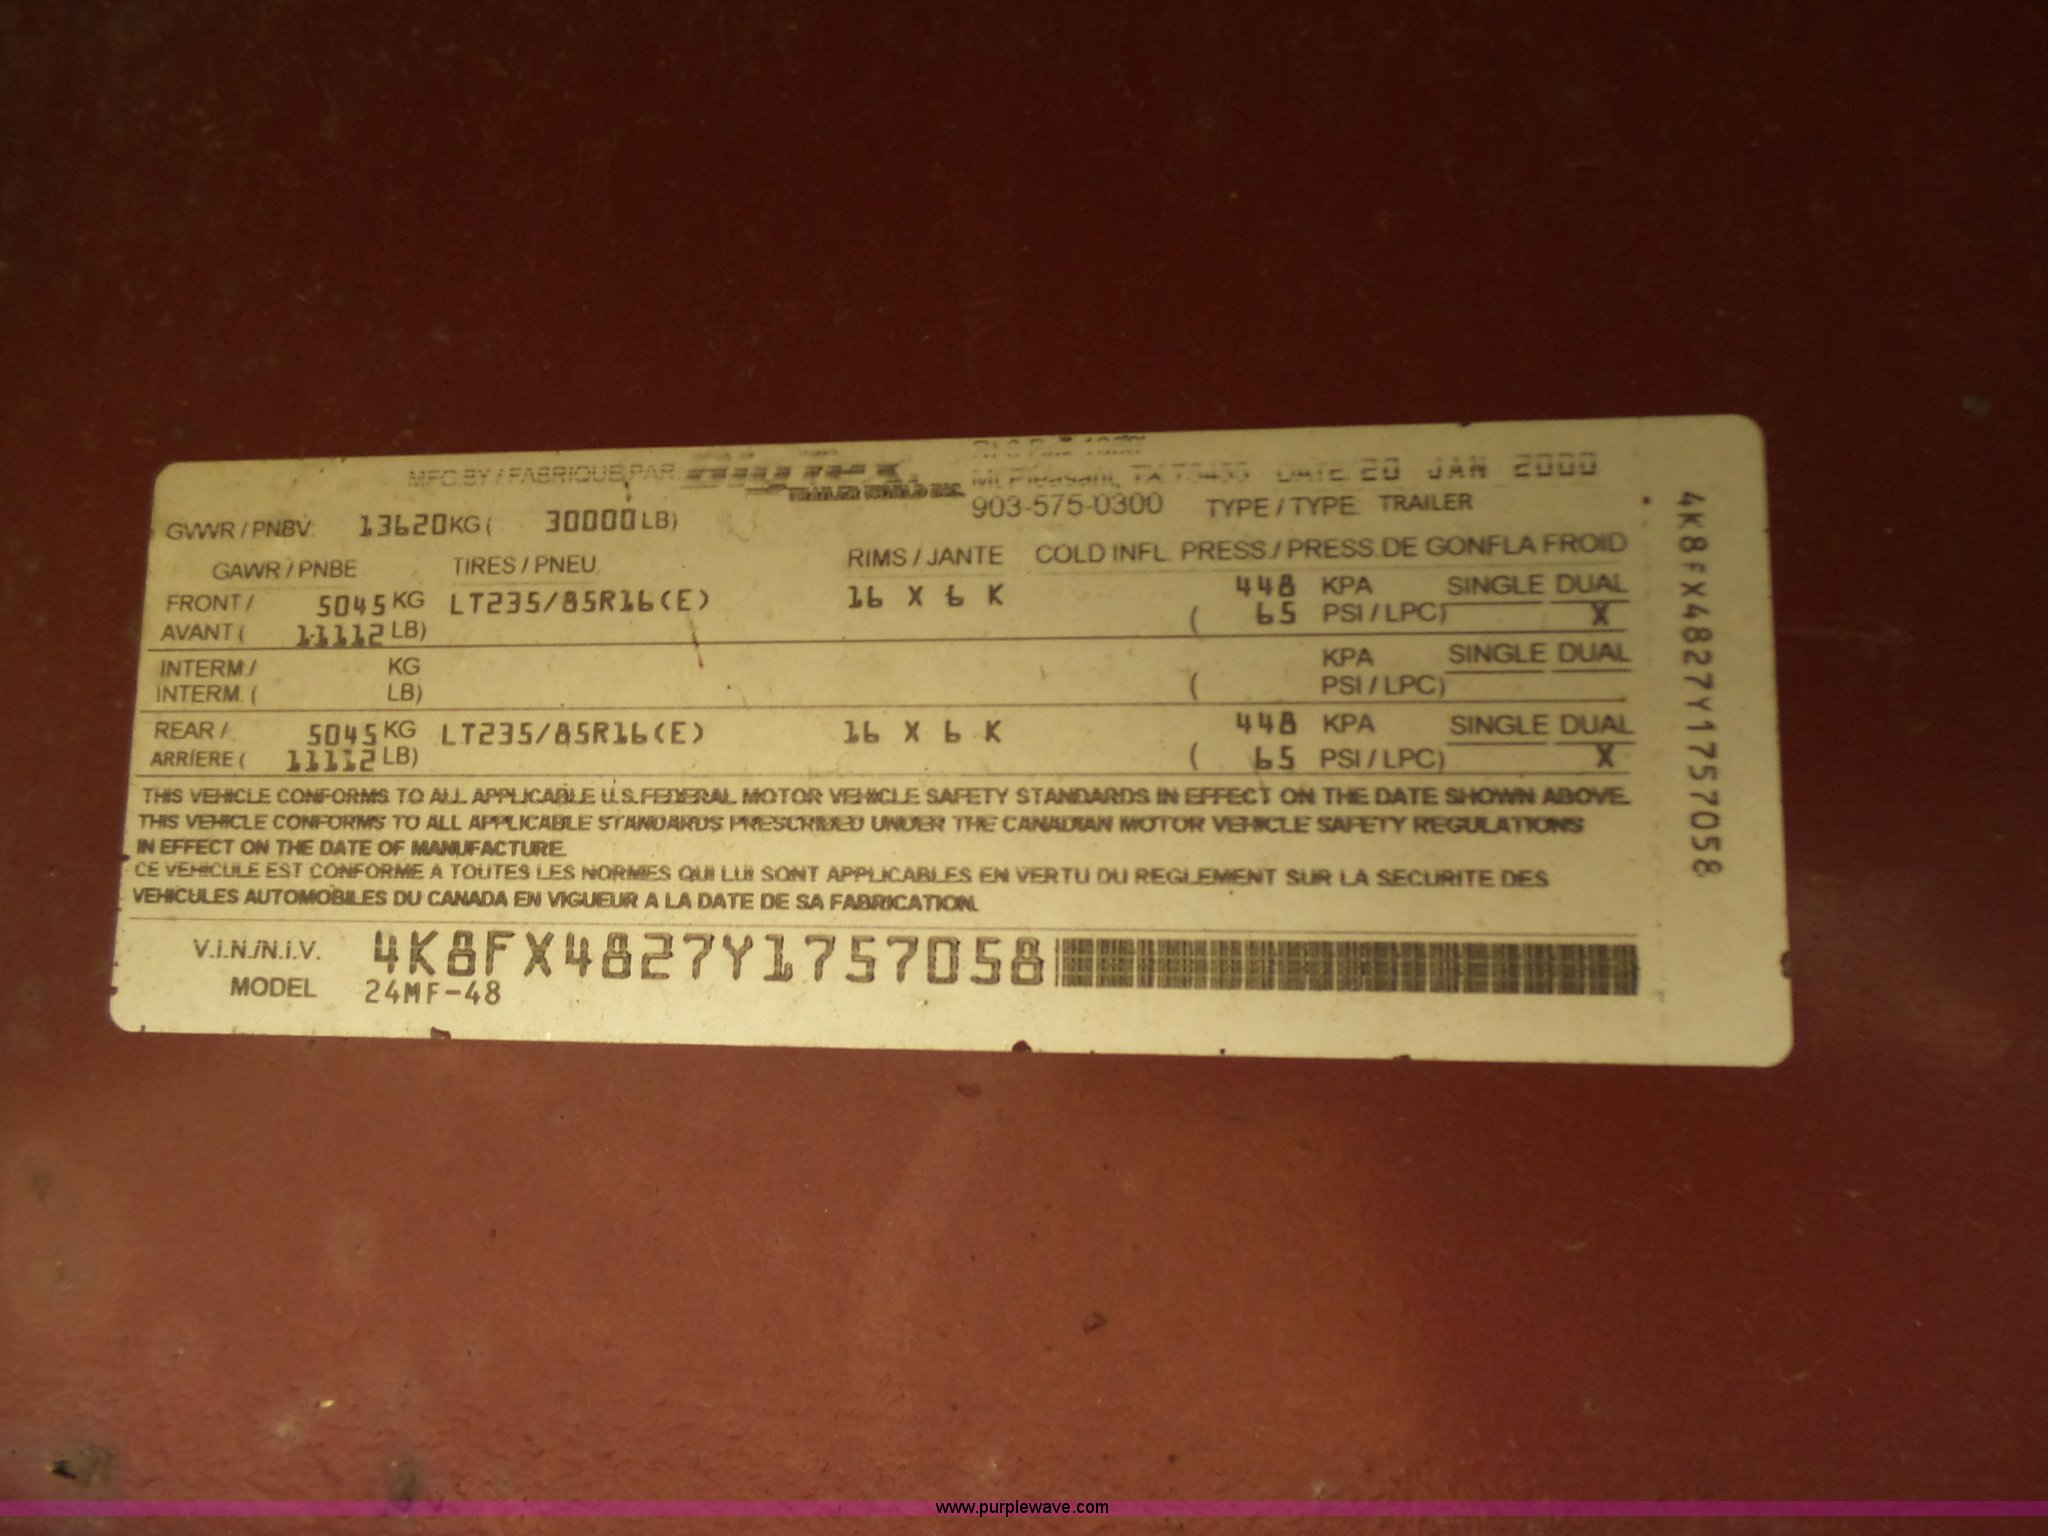 MFG.BY / FABRIQUE PAR TRAILER WORLD INC. Mt. Pleasant, TX 75455 DATE 20 JAN 2000
903-575-0300 TYPE / TYPE TRAILER
GVWR / PNBV: 13620 KG ( 30000 LB)
GAWR / PNBE TIRES / PNEU RIMS / JANTE COLD INFL. PRESS./ PRESS.DE GONFLA FROID
FRONT / 5045 KG LT235/85R16(E) 16 X 6 K 448 KPA SINGLE DUAL
AVANT ( 11112 LB) ( 65 PSI / LPC) X
INTERM./ KG KPA SINGLE DUAL
INTERM. ( LB) ( PSI / LPC)
REAR / 5045 KG LT235/85R16(E) 16 X 6 K 448 KPA SINGLE DUAL
ARRIERE ( 11112 LB) ( 65 PSI / LPC) X
THIS VEHICLE CONFORMS TO ALL APPLICABLE U.S.FEDERAL MOTOR VEHICLE SAFETY STANDARDS IN EFFECT ON THE DATE SHOWN ABOVE.
THIS VEHICLE CONFORMS TO ALL APPLICABLE STANDARDS PRESCRIBED UNDER THE CANADIAN MOTOR VEHICLE SAFETY REGULATIONS
IN EFFECT ON THE DATE OF MANUFACTURE.
CE VEHICULE EST CONFORME A TOUTES LES NORMES QUI LUI SONT APPLICABLES EN VERTU DU REGLEMENT SUR LA SECURITE DES
VEHICULES AUTOMOBILES DU CANADA EN VIGUEUR A LA DATE DE SA FABRICATION.
V.I.N./N.I.V. 4K8FX4827Y1757058
MODEL 24MF-48
4K8FX4827Y1757058
www.purplewave.com